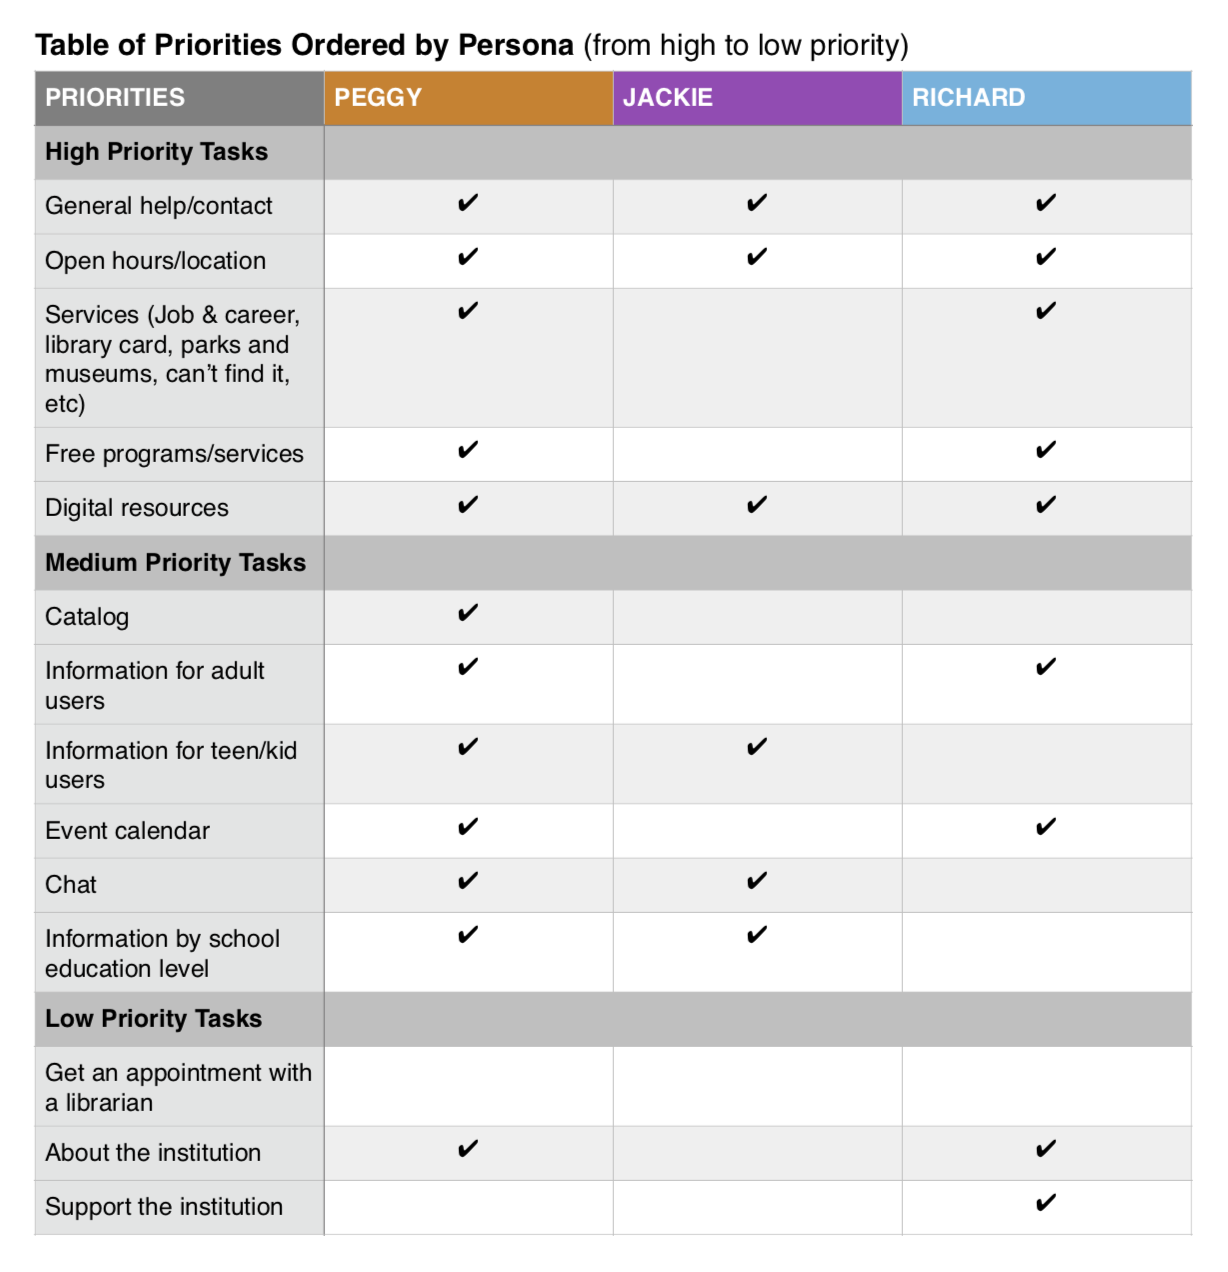 Table of Priorities Ordered by Persona (from high to low priority)
PRIORITIES PEGGY JACKIE RICHARD
High Priority Tasks
General help/contact ✔ ✔ ✔
Open hours/location ✔ ✔ ✔
Services (Job & career, ✔ ✔
library card, parks and
museums, can’t find it,
etc)
Free programs/services ✔ ✔
Digital resources ✔ ✔ ✔
Medium Priority Tasks
Catalog ✔
Information for adult ✔ ✔
users
Information for teen/kid ✔ ✔
users
Event calendar ✔ ✔
Chat ✔ ✔
Information by school ✔ ✔
education level
Low Priority Tasks
Get an appointment with
a librarian
About the institution ✔ ✔
Support the institution ✔